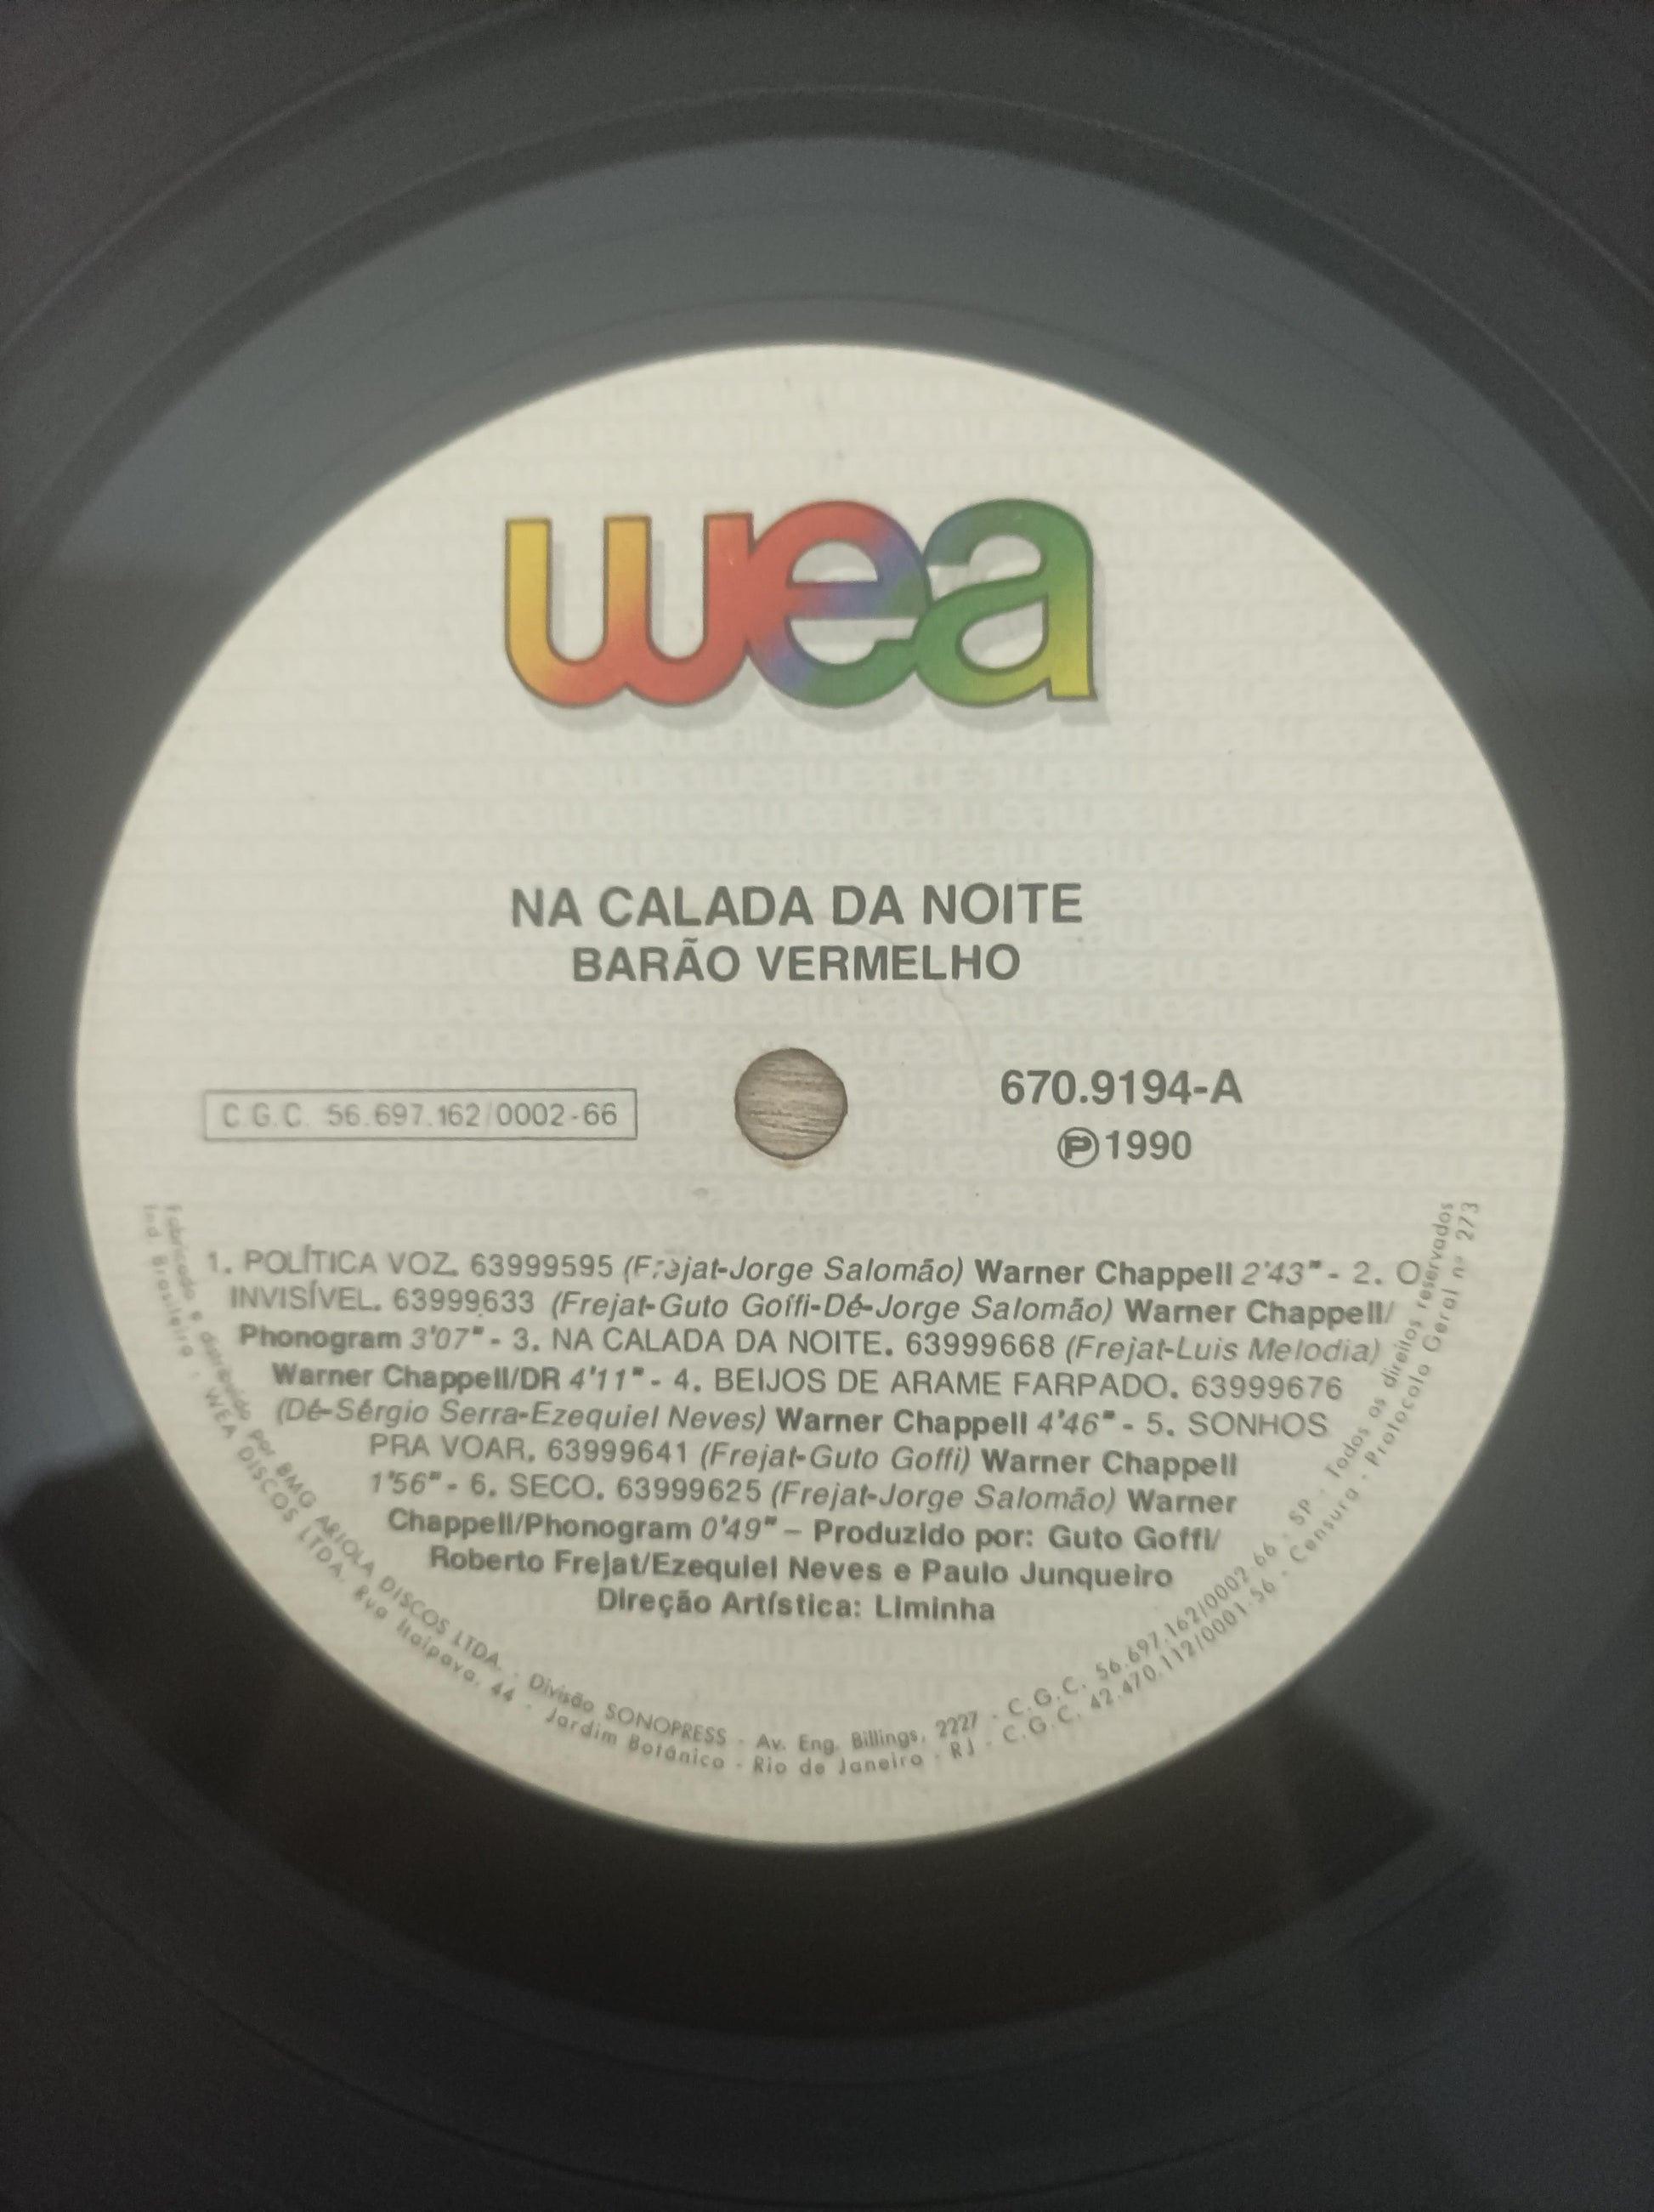 wea
NA CALADA DA NOITE
BARÃO VERMELHO
C.G.C. 56.697.162/0002-66
670.9194-A
Ⓟ1990
1. POLÍTICA VOZ. 63999595 (Frejat-Jorge Salomão) Warner Chappell 2'43" - 2. O
INVISÍVEL. 63999633 (Frejat-Guto Goffi-Dé-Jorge Salomão) Warner Chappell/
Phonogram 3'07" - 3. NA CALADA DA NOITE. 63999668 (Frejat-Luis Melodia)
Warner Chappell/DR 4'11" - 4. BEIJOS DE ARAME FARPADO. 63999676
(Dé-Sérgio Serra-Ezequiel Neves) Warner Chappell 4'46" - 5. SONHOS
PRA VOAR. 63999641 (Frejat-Guto Goffi) Warner Chappell
1'56" - 6. SECO. 63999625 (Frejat-Jorge Salomão) Warner
Chappell/Phonogram 0'49" – Produzido por: Guto Goffi/
Roberto Frejat/Ezequiel Neves e Paulo Junqueiro
Direção Artística: Liminha
Fabricado e distribuído por BMG ARIOLA DISCOS LTDA. - Divisão SONOPRESS - Av. Eng. Billings, 2227 - C.G.C. 56.697.162/0002-66 - SP - Todos os direitos reservados
Ind. Brasileira - WEA DISCOS LTDA. Rua Itaipava, 44 - Jardim Botânico - Rio de Janeiro - RJ - C.G.C. 42.470.112/0001-56 - Censura - Protocolo Geral nº 273